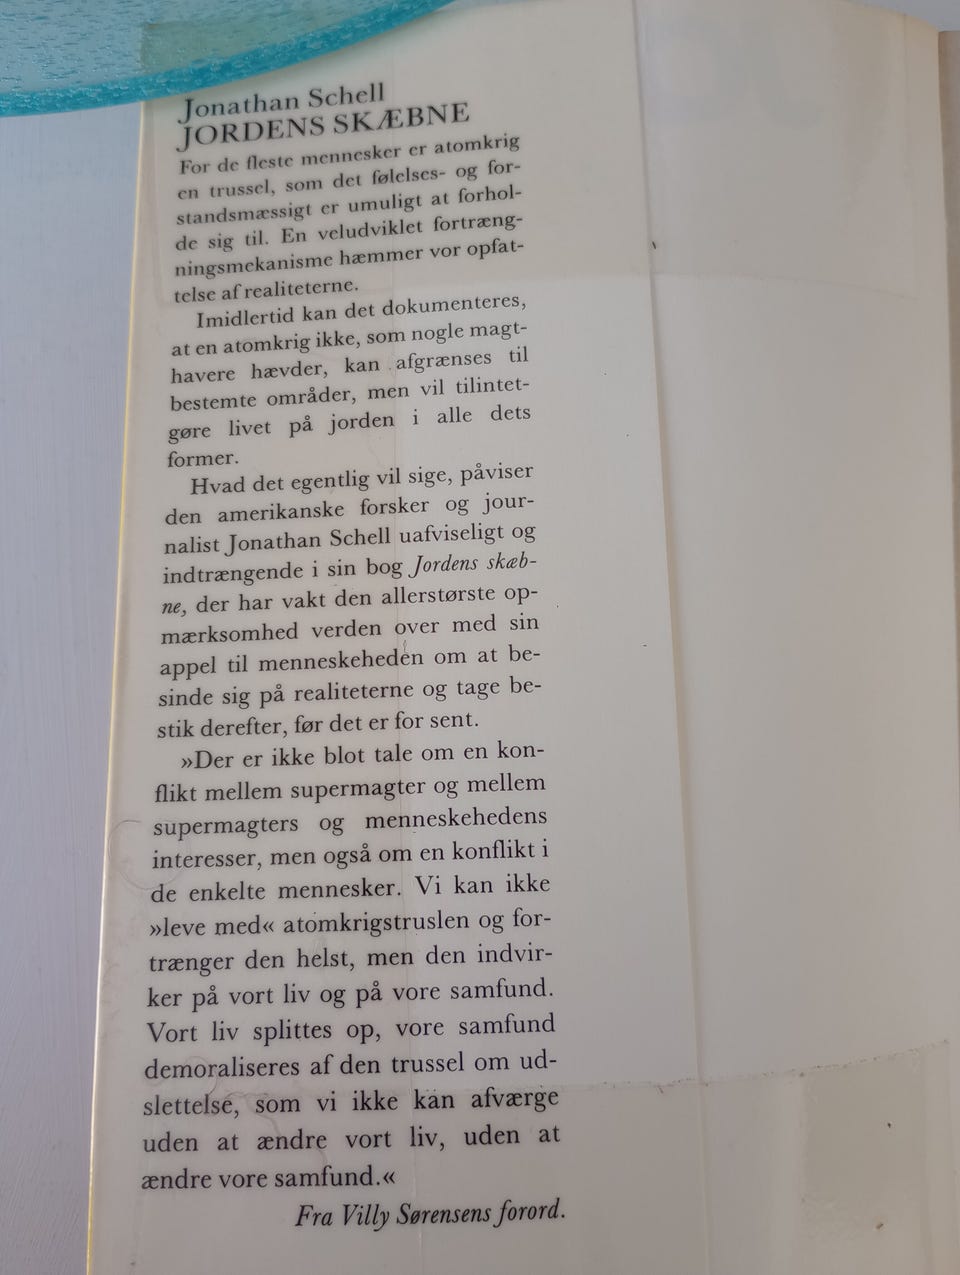 Jonathan Schell
JORDENS SKÆBNE
For de fleste mennesker er atomkrig
en trussel, som det følelses- og for-
standsmæssigt er umuligt at forhol-
de sig til. En veludviklet fortræng-
ningsmekanisme hæmmer vor opfat-
telse af realiteterne.
Imidlertid kan det dokumenteres,
at en atomkrig ikke, som nogle magt-
havere hævder, kan afgrænses til
bestemte områder, men vil tilintet-
gøre livet på jorden i alle dets
former.
Hvad det egentlig vil sige, påviser
den amerikanske forsker og jour-
nalist Jonathan Schell uafviseligt og
indtrængende i sin bog Jordens skæb-
ne, der har vakt den allerstørste op-
mærksomhed verden over med sin
appel til menneskeheden om at be-
sinde sig på realiteterne og tage be-
stik derefter, før det er for sent.
»Der er ikke blot tale om en kon-
flikt mellem supermagter og mellem
supermagters og menneskehedens
interesser, men også om en konflikt i
de enkelte mennesker. Vi kan ikke
»leve med« atomkrigstruslen og for-
trænger den helst, men den indvir-
ker på vort liv og på vore samfund.
Vort liv splittes op, vore samfund
demoraliseres af den trussel om ud-
slettelse, som vi ikke kan afværge
uden at ændre vort liv, uden at
ændre vore samfund.«
Fra Villy Sørensens forord.